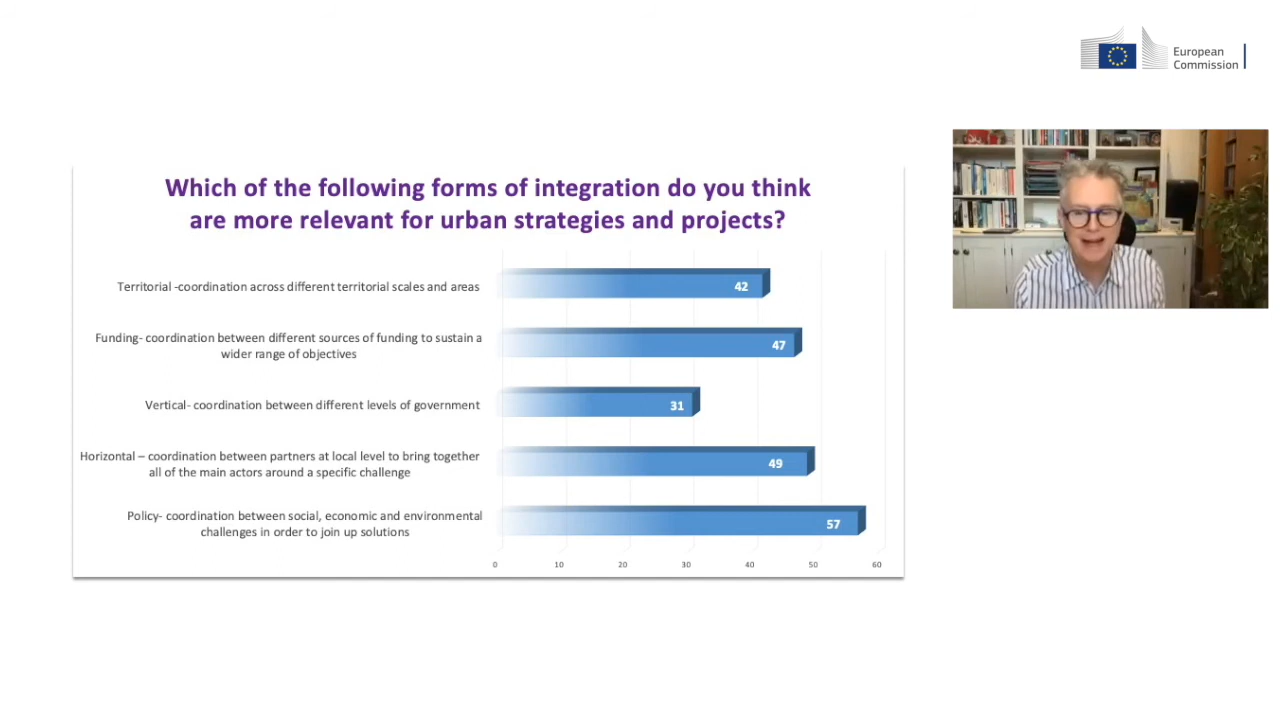 European
Commission
Which of the following forms of integration do you think
are more relevant for urban strategies and projects?
Territorial -coordination across different territorial scales and areas
42
Funding- coordination between different sources of funding to sustain a
wider range of objectives
47
Vertical- coordination between different levels of government
31
Horizontal – coordination between partners at local level to bring together
all of the main actors around a specific challenge
49
Policy- coordination between social, economic and environmental
challenges in order to join up solutions
57
0 10 20 30 40 50 60